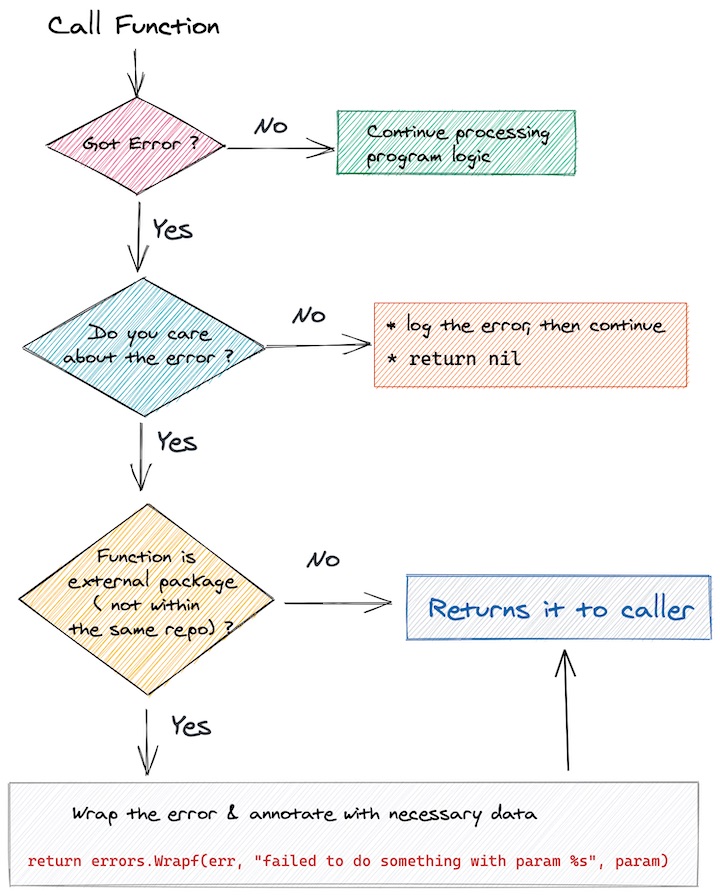 Call Function
Got Error ?
No
Continue processing
program logic
Yes
Do you care
about the error ?
No
* log the error, then continue
* return nil
Yes
Function is
external package
( not within
the same repo) ?
No
Returns it to caller
Yes
Wrap the error & annotate with necessary data
return errors.Wrapf(err, "failed to do something with param %s", param)